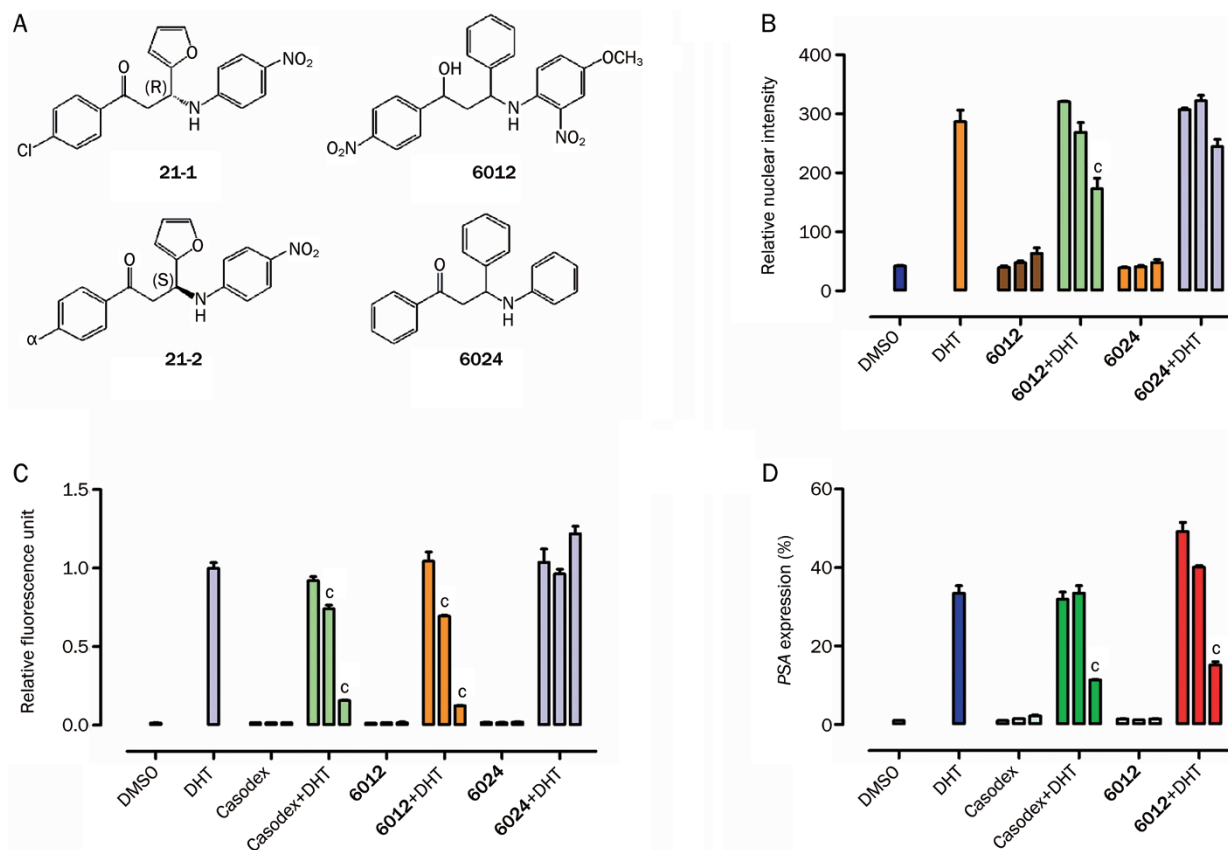 A
O
(R)
O
N
H
NO₂
Cl
21-1
OH
N
H
OCH₃
NO₂
O₂N
6012
O
(S)
O
N
H
NO₂
α
21-2
O
N
H
6024
B
Relative nuclear intensity
400
300
200
100
0
c
DMSO
DHT
6012
6012+DHT
6024
6024+DHT
C
Relative fluorescence unit
1.5
1.0
0.5
0.0
c
c
c
c
DMSO
DHT
Casodex
Casodex+DHT
6012
6012+DHT
6024
6024+DHT
D
PSA expression (%)
60
40
20
0
c
c
DMSO
DHT
Casodex
Casodex+DHT
6012
6012+DHT